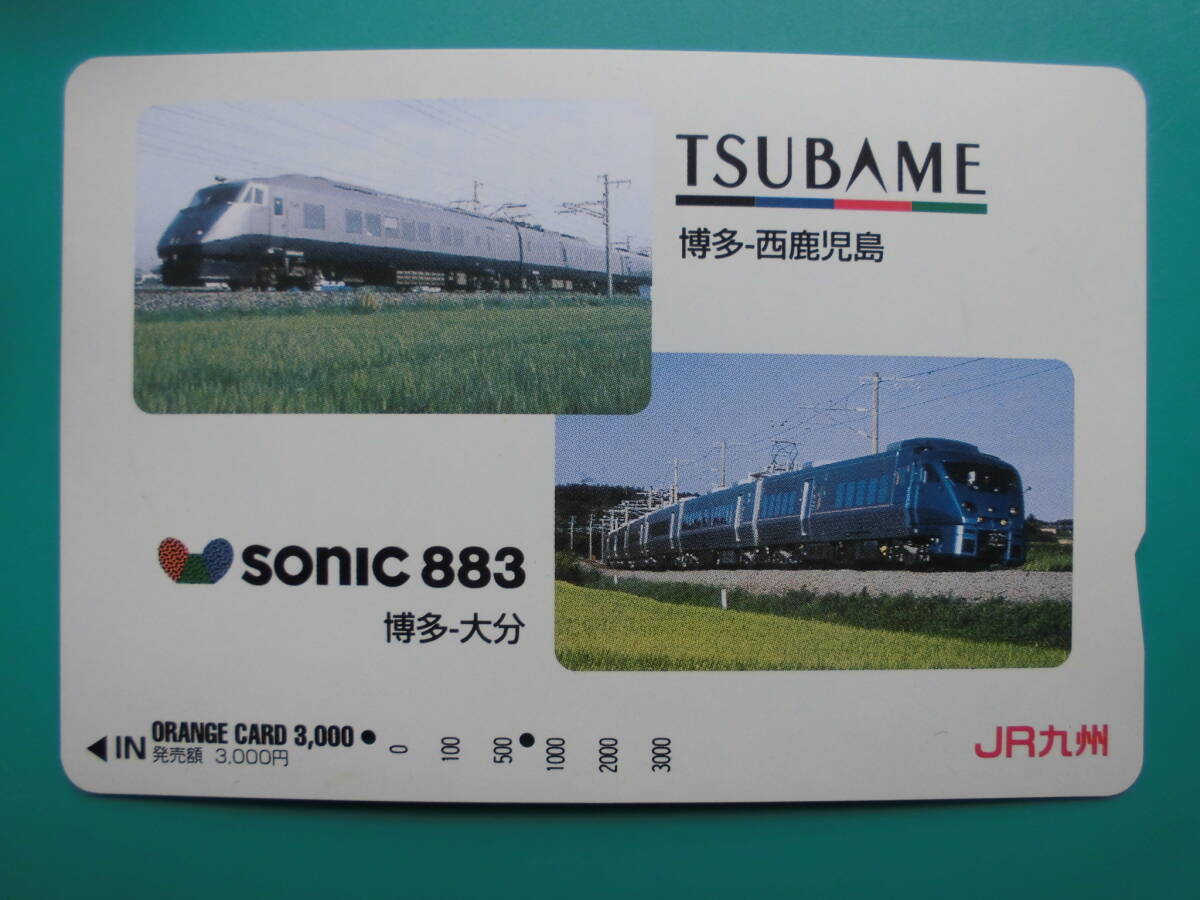 TSUBAME
博多-西鹿児島
SONIC 883
博多-大分
◀IN ORANGE CARD 3,000
発売額 3,000円
0 100 500 1000 2000 3000
JR九州